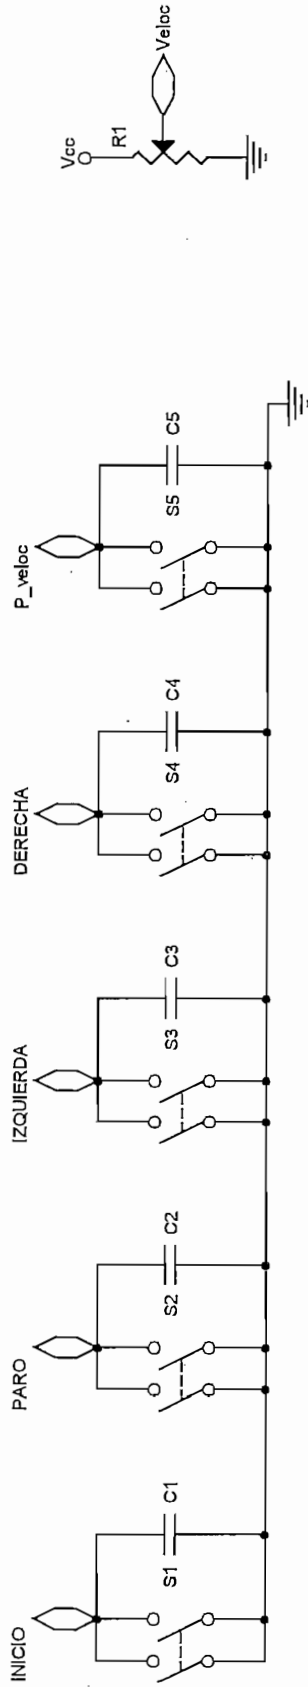 INICIO
S1 C1
PARO
S2 C2
IZQUIERDA
S3 C3
DERECHA
S4 C4
P_veloc
S5 C5
Vcc
R1
Veloc